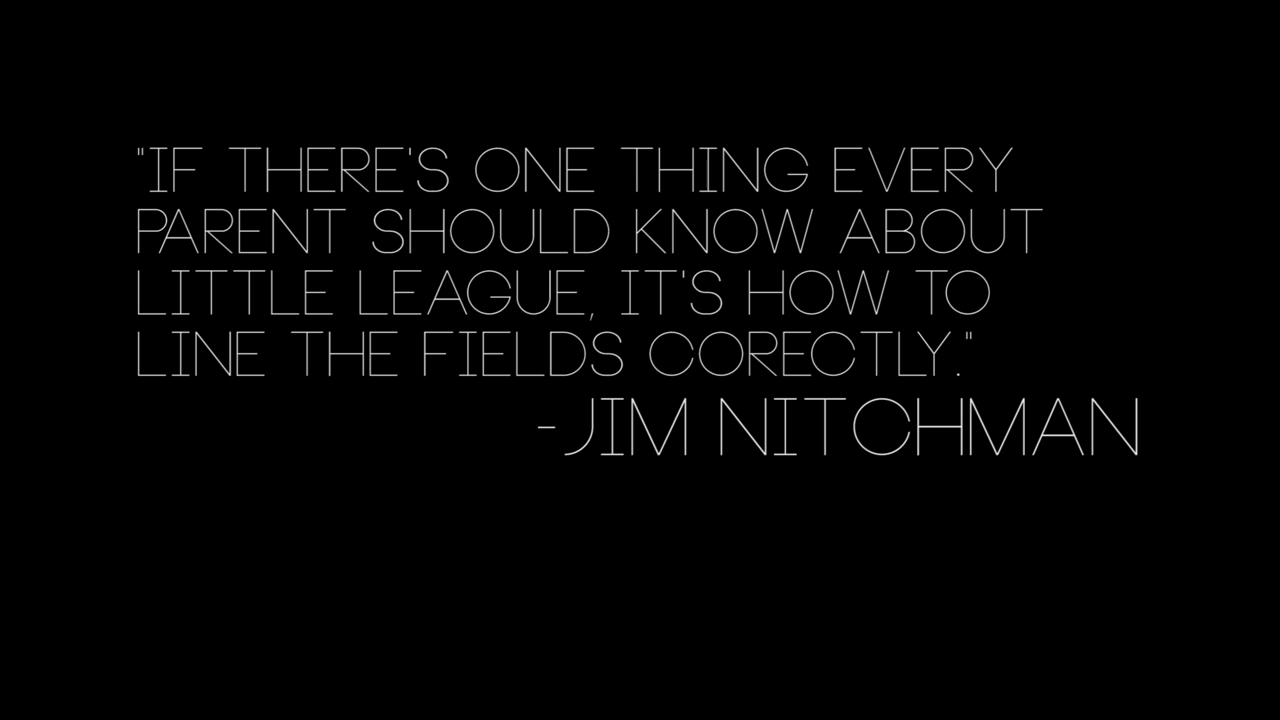 "IF THERE'S ONE THING EVERY
PARENT SHOULD KNOW ABOUT
LITTLE LEAGUE, IT'S HOW TO
LINE THE FIELDS CORECTLY."
-JIM NITCHMAN